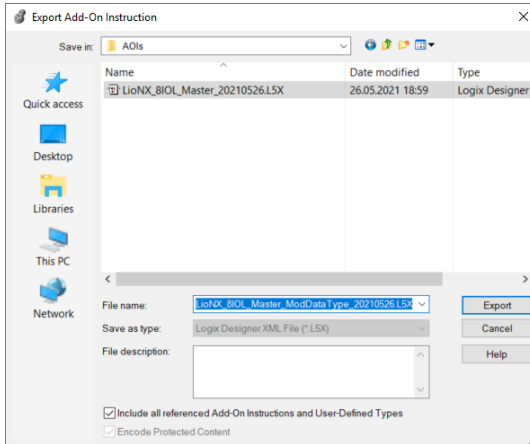 Export Add-On Instruction
Save in: AOIs
Name Date modified Type
LioNX_8IOL_Master_20210526.L5X 26.05.2021 18:59 Logix Designer
Quick access
Desktop
Libraries
This PC
Network
File name: LioNX_8IOL_Master_ModDataType_20210526.L5X Export
Save as type: Logix Designer XML File (*.L5X) Cancel
File description: Help
Include all referenced Add-On Instructions and User-Defined Types
Encode Protected Content